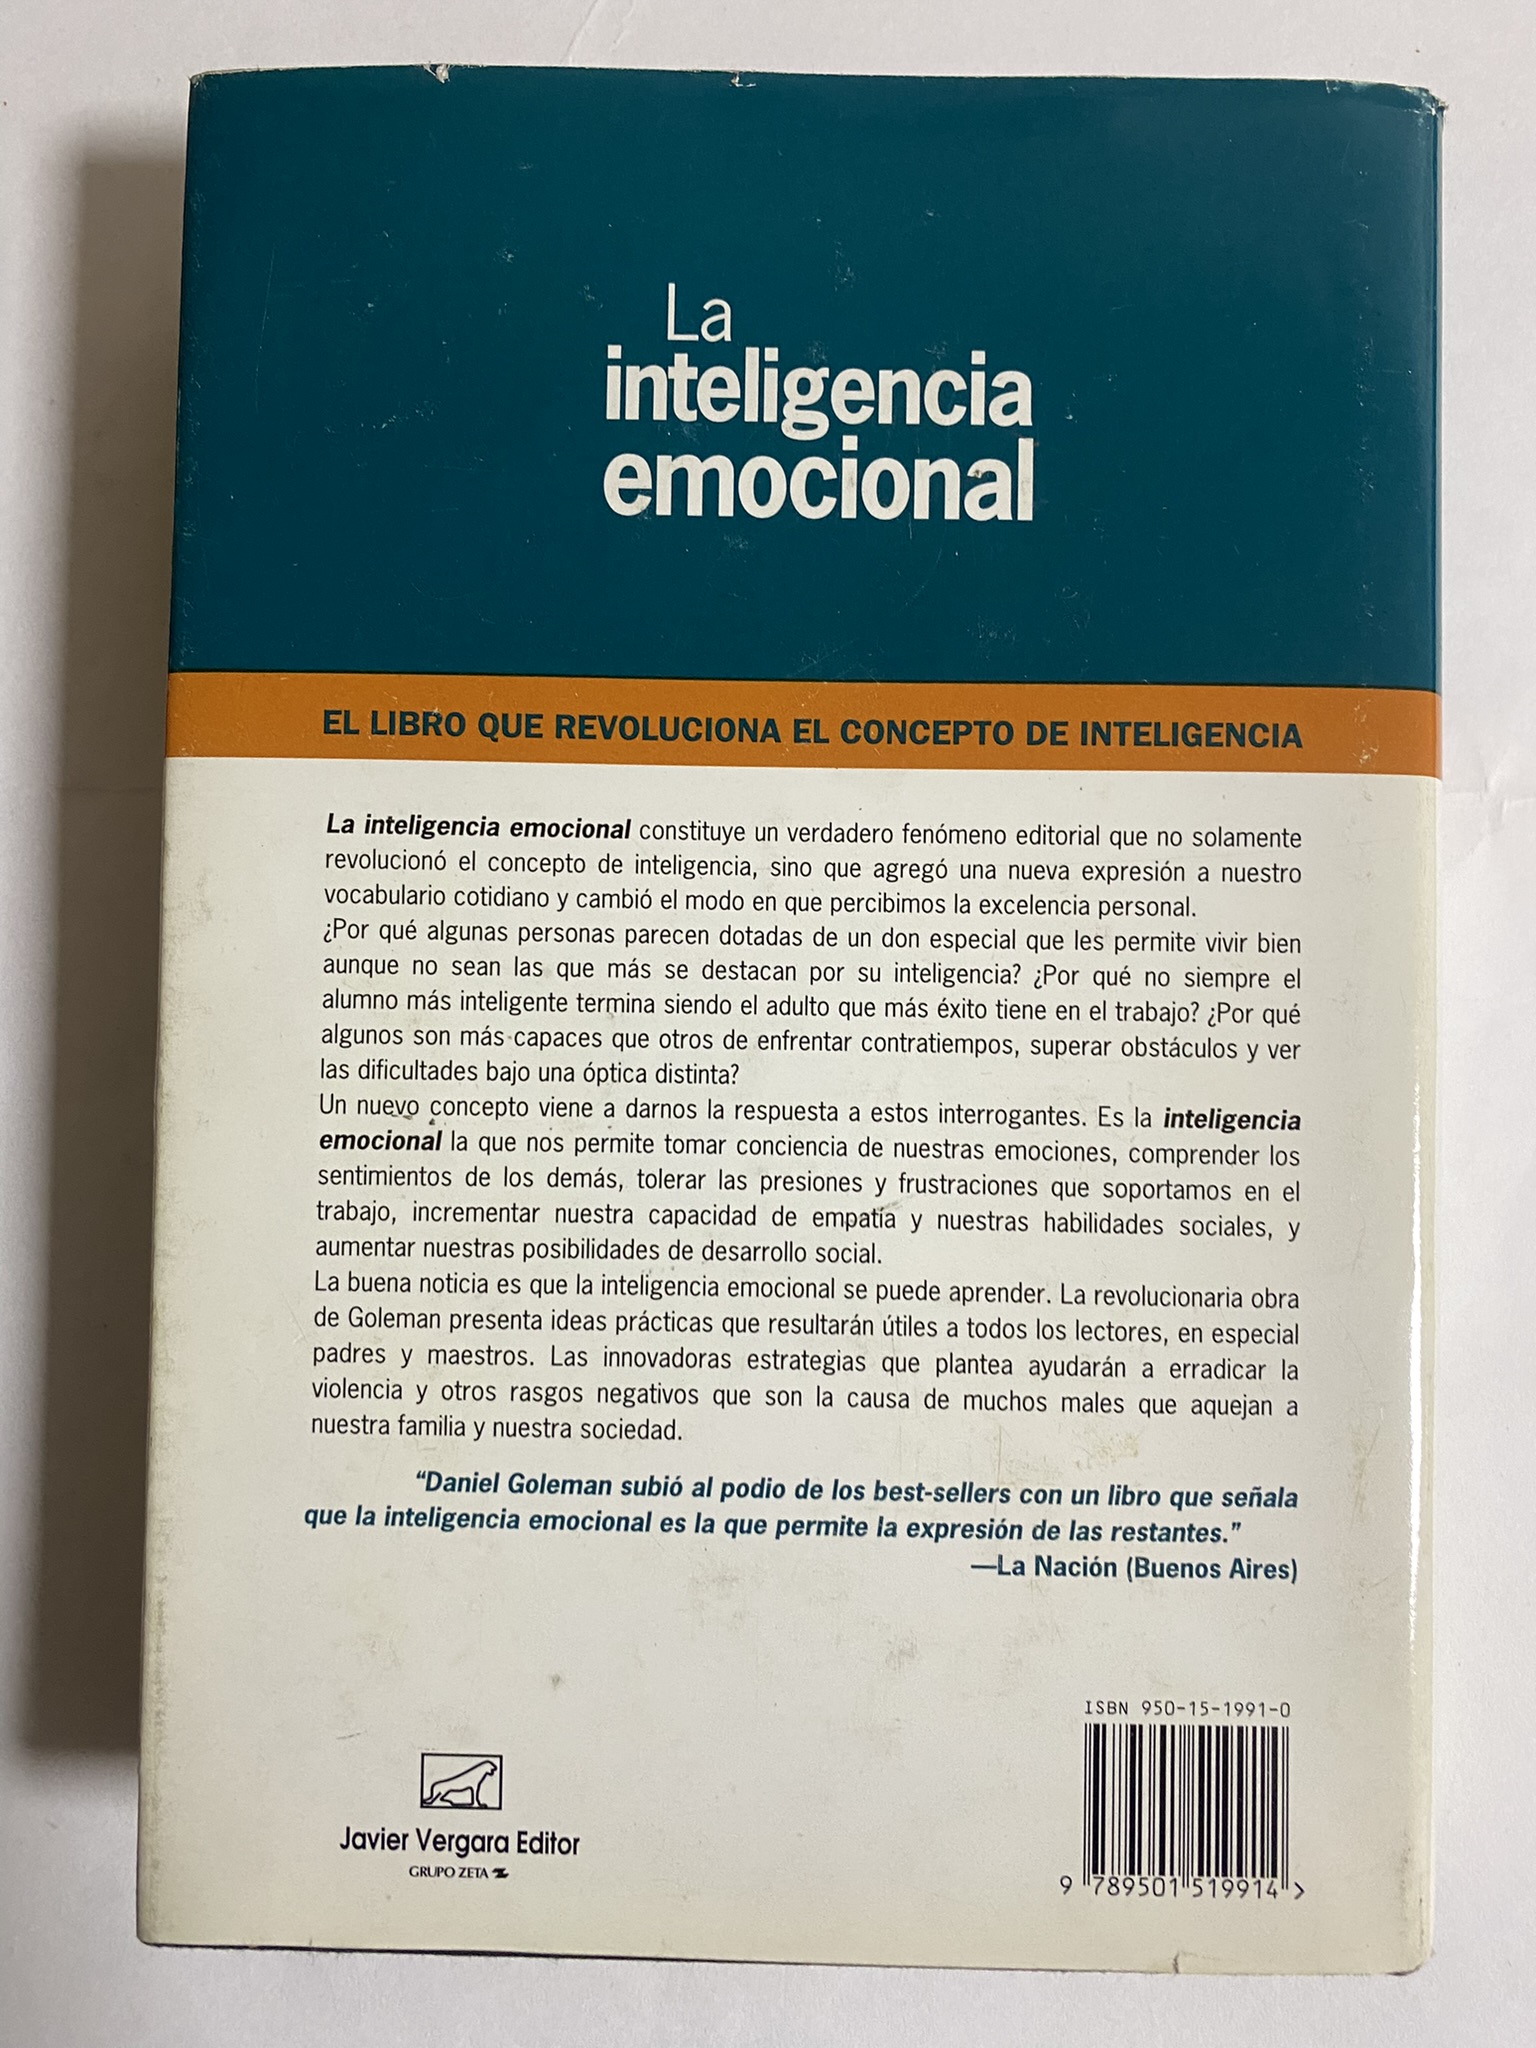 La
inteligencia
emocional
EL LIBRO QUE REVOLUCIONA EL CONCEPTO DE INTELIGENCIA
La inteligencia emocional constituye un verdadero fenómeno editorial que no solamente
revolucionó el concepto de inteligencia, sino que agregó una nueva expresión a nuestro
vocabulario cotidiano y cambió el modo en que percibimos la excelencia personal.
¿Por qué algunas personas parecen dotadas de un don especial que les permite vivir bien
aunque no sean las que más se destacan por su inteligencia? ¿Por qué no siempre el
alumno más inteligente termina siendo el adulto que más éxito tiene en el trabajo? ¿Por qué
algunos son más capaces que otros de enfrentar contratiempos, superar obstáculos y ver
las dificultades bajo una óptica distinta?
Un nuevo concepto viene a darnos la respuesta a estos interrogantes. Es la inteligencia
emocional la que nos permite tomar conciencia de nuestras emociones, comprender los
sentimientos de los demás, tolerar las presiones y frustraciones que soportamos en el
trabajo, incrementar nuestra capacidad de empatía y nuestras habilidades sociales, y
aumentar nuestras posibilidades de desarrollo social.
La buena noticia es que la inteligencia emocional se puede aprender. La revolucionaria obra
de Goleman presenta ideas prácticas que resultarán útiles a todos los lectores, en especial
padres y maestros. Las innovadoras estrategias que plantea ayudarán a erradicar la
violencia y otros rasgos negativos que son la causa de muchos males que aquejan a
nuestra familia y nuestra sociedad.
“Daniel Goleman subió al podio de los best-sellers con un libro que señala
que la inteligencia emocional es la que permite la expresión de las restantes.”
—La Nación (Buenos Aires)
ISBN 950-15-1991-0
9 789501 519914 >
Javier Vergara Editor
GRUPO ZETA